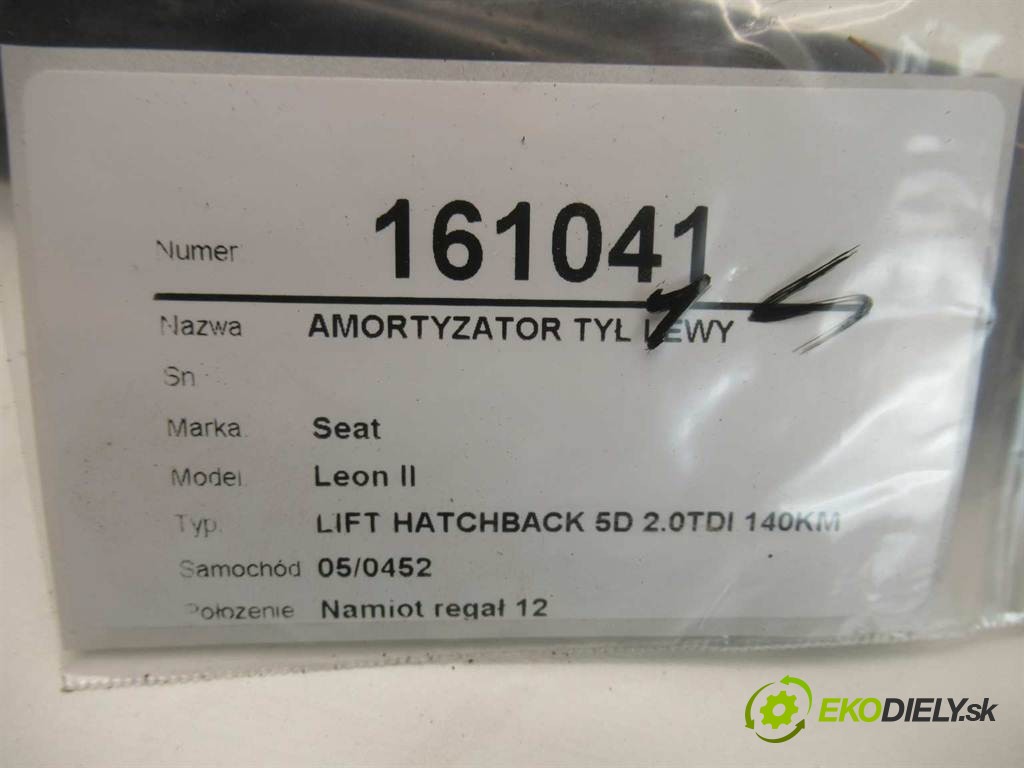 Numer 161041
Nazwa AMORTYZATOR TYŁ LEWY
Sn
Marka Seat
Model Leon II
Typ. LIFT HATCHBACK 5D 2.0TDI 140KM
Samochód 05/0452
Położenie Namiot regał 12
EKODIELY.sk